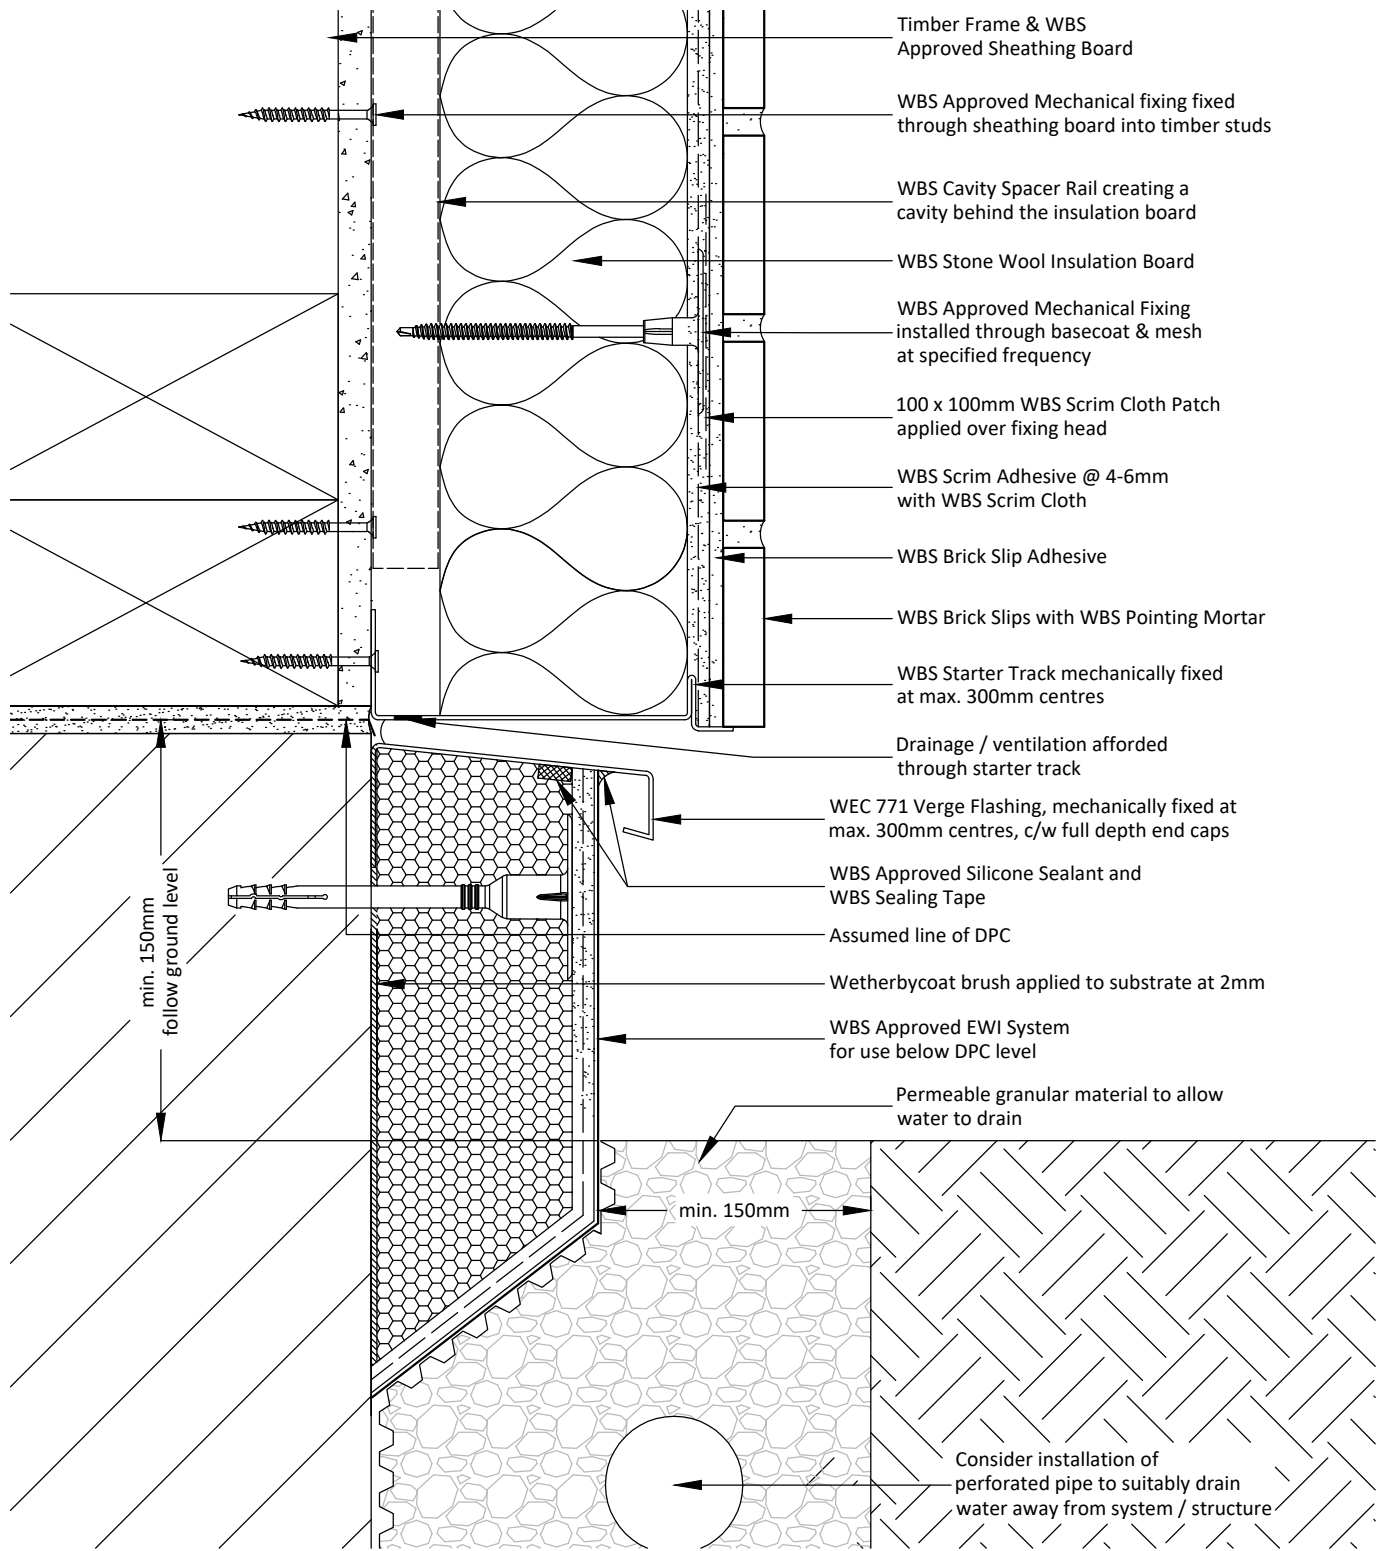 Timber Frame & WBS
Approved Sheathing Board
WBS Approved Mechanical fixing fixed
through sheathing board into timber studs
WBS Cavity Spacer Rail creating a
cavity behind the insulation board
WBS Stone Wool Insulation Board
WBS Approved Mechanical Fixing
installed through basecoat & mesh
at specified frequency
100 x 100mm WBS Scrim Cloth Patch
applied over fixing head
WBS Scrim Adhesive @ 4-6mm
with WBS Scrim Cloth
WBS Brick Slip Adhesive
WBS Brick Slips with WBS Pointing Mortar
WBS Starter Track mechanically fixed
at max. 300mm centres
Drainage / ventilation afforded
through starter track
WEC 771 Verge Flashing, mechanically fixed at
max. 300mm centres, c/w full depth end caps
WBS Approved Silicone Sealant and
WBS Sealing Tape
Assumed line of DPC
min. 150mm
follow ground level
Wetherbycoat brush applied to substrate at 2mm
WBS Approved EWI System
for use below DPC level
Permeable granular material to allow
water to drain
min. 150mm
Consider installation of
perforated pipe to suitably drain
water away from system / structure